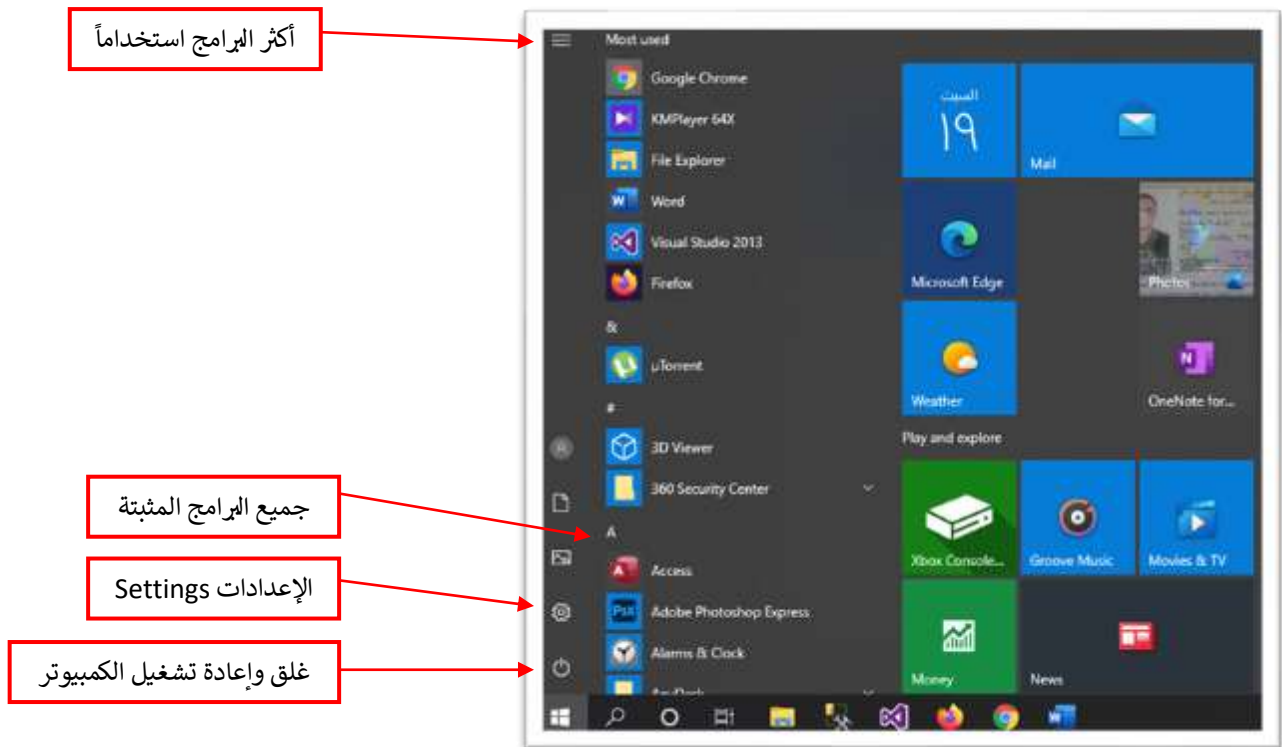 أكثر البرامج استخداماً
Most used
Google Chrome
KMPlayer 64X
File Explorer
Word
Visual Studio 2013
Firefox
&
µTorrent
#
3D Viewer
360 Security Center
A
Access
Adobe Photoshop Express
Alarms & Clock
AnyDesk
السبت
١٩
Mail
Microsoft Edge
Photos
Weather
OneNote for...
Play and explore
Xbox Console...
Groove Music
Movies & TV
Money
News
جميع البرامج المثبتة
الإعدادات Settings
غلق وإعادة تشغيل الكمبيوتر